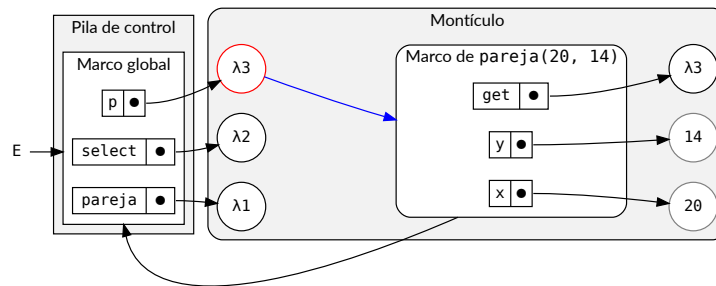 Pila de control
Montículo
Marco global
Marco de pareja(20, 14)
p
λ3
get
λ3
E
select
λ2
y
14
pareja
λ1
x
20